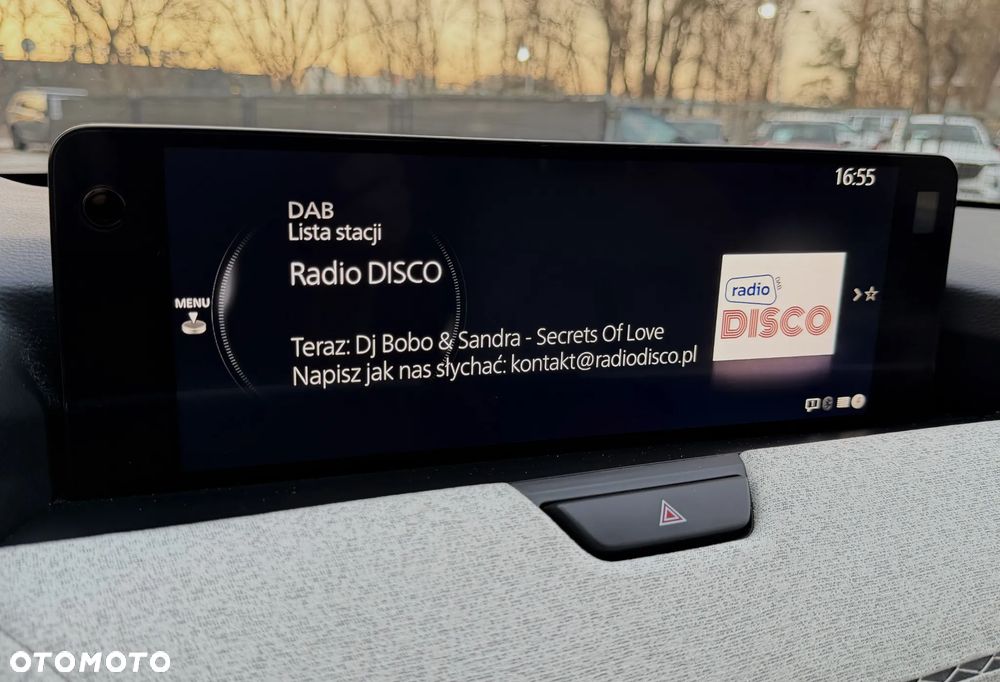 16:55
DAB
Lista stacji
Radio DISCO
MENU
Teraz: Dj Bobo & Sandra - Secrets Of Love
Napisz jak nas słychać: kontakt@radiodisco.pl
radio
DAB
DISCO
OTOMOTO